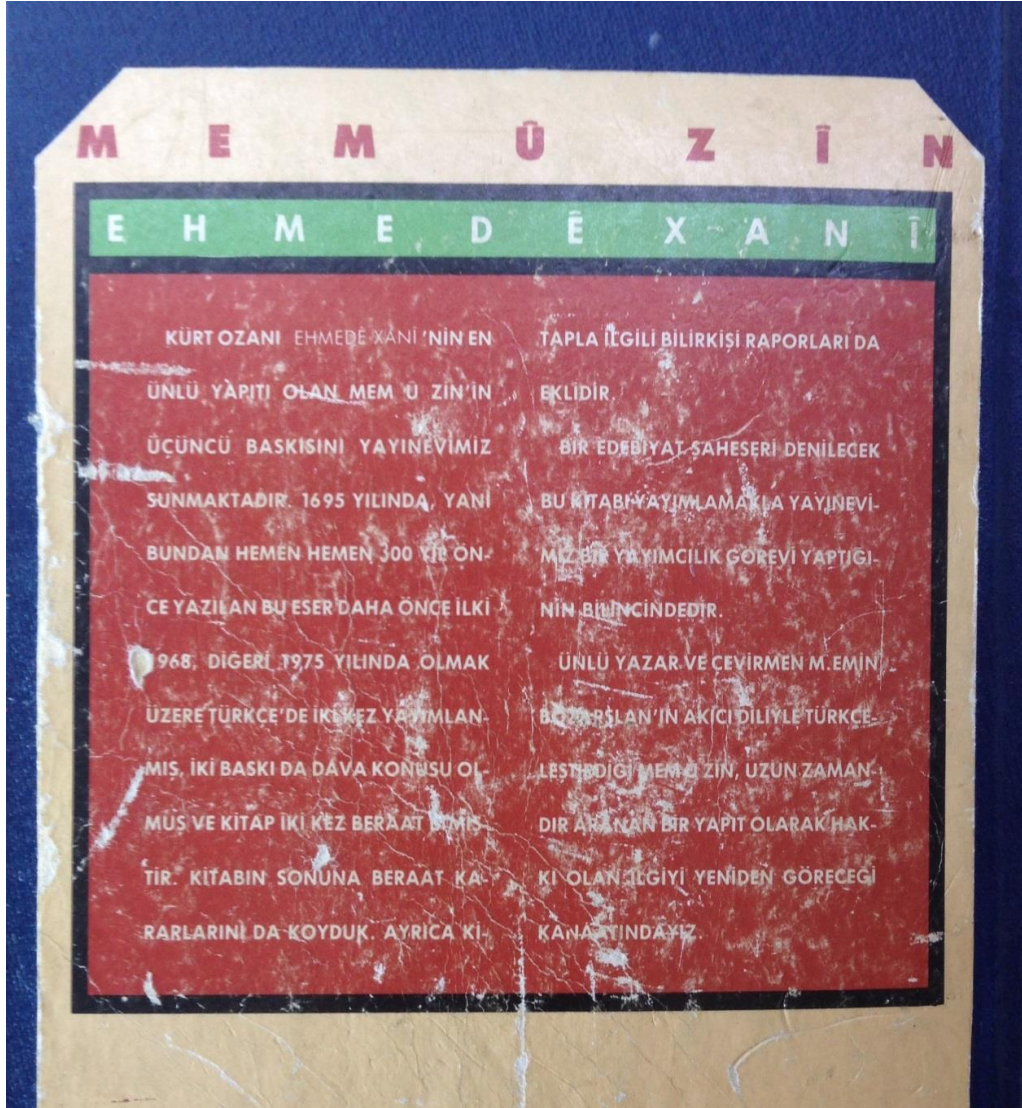 MEMÛZÎN
EHMEDÊXANÎ
KÜRT OZANI EHMEDÊ XANÎ 'NİN EN
ÜNLÜ YAPITI OLAN MEM Û ZİN'İN
ÜÇÜNCÜ BASKISINI YAYINEVİMİZ
SUNMAKTADIR. 1695 YILINDA, YANİ
BUNDAN HEMEN HEMEN 300 YIL ÖN-
CE YAZILAN BU ESER DAHA ÖNCE İLKİ
1968, DİĞERİ 1975 YILINDA OLMAK
ÜZERE TÜRKÇE'DE İKİ KEZ YAYIMLAN-
MIŞ, İKİ BASKI DA DAVA KONUSU OL-
MUŞ VE KİTAP İKİ KEZ BERAAT ETMİŞ-
TİR. KİTABIN SONUNA BERAAT KA-
RARLARINI DA KOYDUK. AYRICA Kİ-
TAPLA İLGİLİ BİLİRKİŞİ RAPORLARI DA
EKLİDİR.
BİR EDEBİYAT ŞAHESERİ DENİLECEK
BU KİTABI YAYIMLAMAKLA YAYINEVİ-
MİZ BİR YAYIMCILIK GÖREVİ YAPTIĞI-
NIN BİLİNCİNDEDİR.
ÜNLÜ YAZAR VE ÇEVİRMEN M.EMİN
BOZARSLAN'IN AKICI DİLİYLE TÜRKÇE-
LEŞTİRDİĞİ MEM Û ZİN, UZUN ZAMAN-
DIR ARANAN BİR YAPIT OLARAK HAK-
KI OLAN İLGİYİ YENİDEN GÖRECEĞİ
KANAATINDAYIZ.